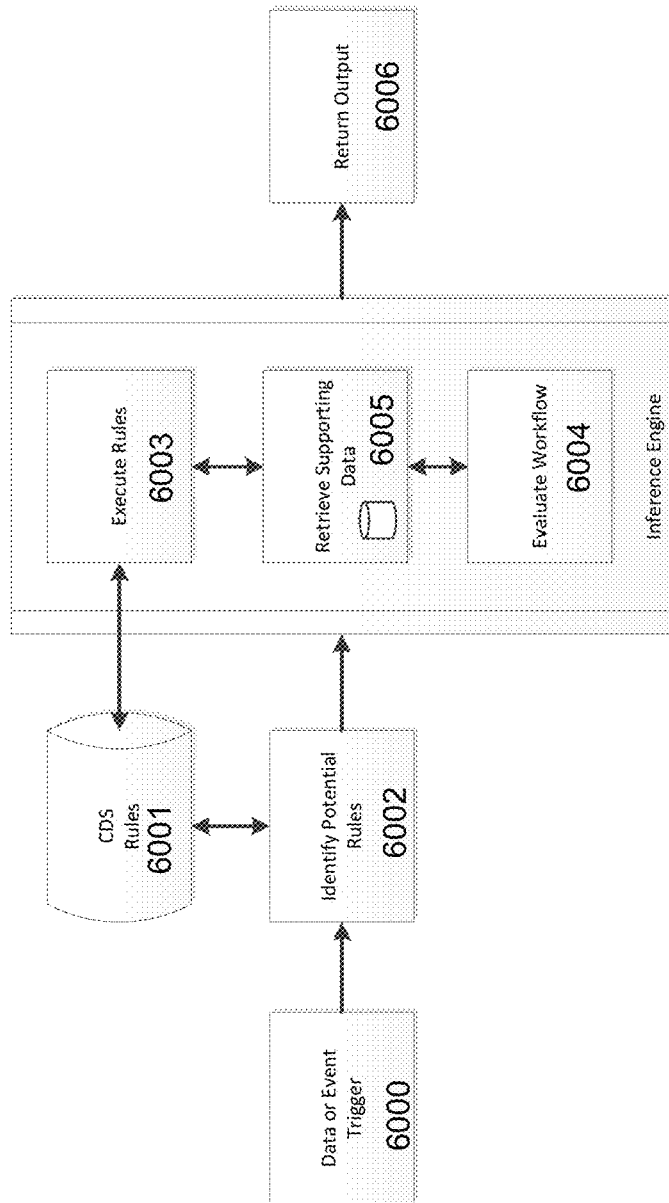 Data or Event
Trigger
6000
CDS
Rules
6001
Identify Potential
Rules
6002
Execute Rules
6003
Retrieve Supporting
Data
6005
Evaluate Workflow
6004
Inference Engine
Return Output
6006